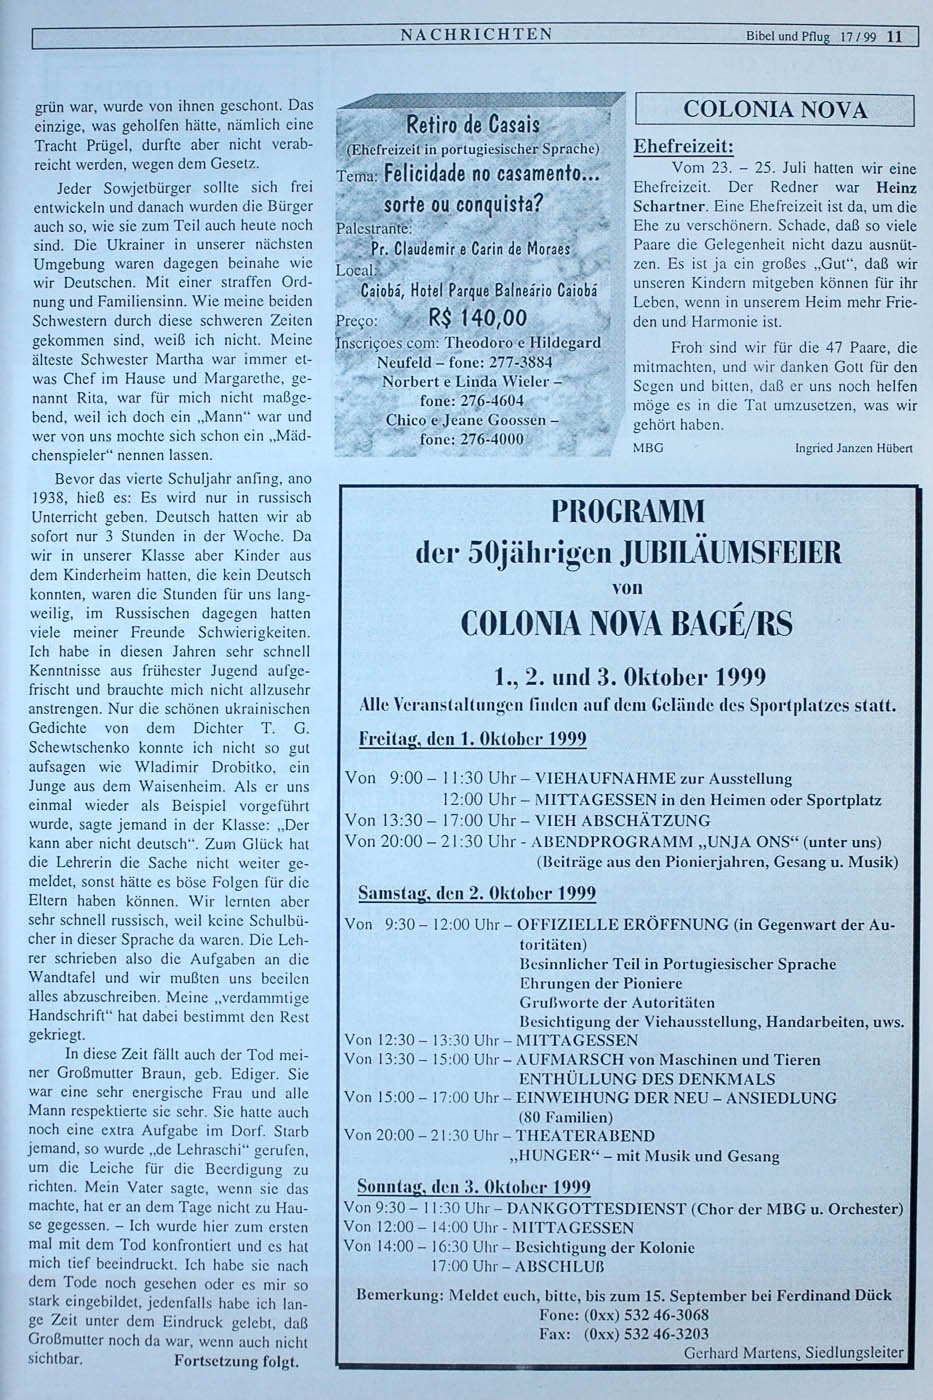 NACHRICHTEN
Bibel und Pflug 17/99 11
grün war, wurde von ihnen geschont. Das
einzige, was geholfen hätte, nämlich eine
Tracht Prügel, durfte aber nicht verab-
reicht werden, wegen dem Gesetz.
Jeder Sowjetbürger sollte sich frei
entwickeln und danach wurden die Bürger
auch so, wie sie zum Teil auch heute noch
sind. Die Ukrainer in unserer nächsten
Umgebung waren dagegen beinahe wie
wir Deutschen. Mit einer straffen Ord-
nung und Familiensinn. Wie meine beiden
Schwestern durch diese schweren Zeiten
gekommen sind, weiß ich nicht. Meine
älteste Schwester Martha war immer et-
was Chef im Hause und Margarethe, ge-
nannt Rita, war für mich nicht maßge-
bend, weil ich doch ein „Mann“ war und
wer von uns mochte sich schon ein „Mäd-
chenspieler“ nennen lassen.
Bevor das vierte Schuljahr anfing, ano
1938, hieß es: Es wird nur in russisch
Unterricht geben. Deutsch hatten wir ab
sofort nur 3 Stunden in der Woche. Da
wir in unserer Klasse aber Kinder aus
dem Kinderheim hatten, die kein Deutsch
konnten, waren die Stunden für uns lang-
weilig, im Russischen dagegen hatten
viele meiner Freunde Schwierigkeiten.
Ich habe in diesen Jahren sehr schnell
Kenntnisse aus frühester Jugend aufge-
frischt und brauchte mich nicht allzusehr
anstrengen. Nur die schönen ukrainischen
Gedichte von dem Dichter T. G.
Schewtschenko konnte ich nicht so gut
aufsagen wie Wladimir Drobitko, ein
Junge aus dem Waisenheim. Als er uns
einmal wieder als Beispiel vorgeführt
wurde, sagte jemand in der Klasse: „Der
kann aber nicht deutsch“. Zum Glück hat
die Lehrerin die Sache nicht weiter ge-
meldet, sonst hätte es böse Folgen für die
Eltern haben können. Wir lernten aber
sehr schnell russisch, weil keine Schulbü-
cher in dieser Sprache da waren. Die Leh-
rer schrieben also die Aufgaben an die
Wandtafel und wir mußten uns beeilen
alles abzuschreiben. Meine „verdammtige
Handschrift“ hat dabei bestimmt den Rest
gekriegt.
In diese Zeit fällt auch der Tod mei-
ner Großmutter Braun, geb. Ediger. Sie
war eine sehr energische Frau und alle
Mann respektierte sie sehr. Sie hatte auch
noch eine extra Aufgabe im Dorf. Starb
jemand, so wurde „de Lehraschi“ gerufen,
um die Leiche für die Beerdigung zu
richten. Mein Vater sagte, wenn sie das
machte, hat er an dem Tage nicht zu Hau-
se gegessen. – Ich wurde hier zum ersten
mal mit dem Tod konfrontiert und es hat
mich tief beeindruckt. Ich habe sie nach
dem Tode noch gesehen oder es mir so
stark eingebildet, jedenfalls habe ich lan-
ge Zeit unter dem Eindruck gelebt, daß
Großmutter noch da war, wenn auch nicht
sichtbar. Fortsetzung folgt.
Retiro de Casais
(Ehefreizeit in portugiesischer Sprache)
Tema: Felicidade no casamento...
sorte ou conquista?
Palestrante:
Pr. Claudemir e Carin de Moraes
Local:
Caiobá, Hotel Parque Balneário Caiobá
Preço: R$ 140,00
Inscriçoes com: Theodoro e Hildegard
Neufeld – fone: 277-3884
Norbert e Linda Wieler –
fone: 276-4604
Chico e Jeane Goossen –
fone: 276-4000
COLONIA NOVA
Ehefreizeit:
Vom 23. – 25. Juli hatten wir eine
Ehefreizeit. Der Redner war Heinz
Schartner. Eine Ehefreizeit ist da, um die
Ehe zu verschönern. Schade, daß so viele
Paare die Gelegenheit nicht dazu ausnüt-
zen. Es ist ja ein großes „Gut“, daß wir
unseren Kindern mitgeben können für ihr
Leben, wenn in unserem Heim mehr Frie-
den und Harmonie ist.
Froh sind wir für die 47 Paare, die
mitmachten, und wir danken Gott für den
Segen und bitten, daß er uns noch helfen
möge es in die Tat umzusetzen, was wir
gehört haben.
MBG Ingried Janzen Hübert
PROGRAMM
der 50jährigen JUBILÄUMSFEIER
von
COLONIA NOVA BAGÉ/RS
1., 2. und 3. Oktober 1999
Alle Veranstaltungen finden auf dem Gelände des Sportplatzes statt.
Freitag, den 1. Oktober 1999
Von 9:00 – 11:30 Uhr – VIEHAUFNAHME zur Ausstellung
12:00 Uhr – MITTAGESSEN in den Heimen oder Sportplatz
Von 13:30 – 17:00 Uhr – VIEH ABSCHÄTZUNG
Von 20:00 – 21:30 Uhr - ABENDPROGRAMM „UNJA ONS“ (unter uns)
(Beiträge aus den Pionierjahren, Gesang u. Musik)
Samstag, den 2. Oktober 1999
Von 9:30 – 12:00 Uhr – OFFIZIELLE ERÖFFNUNG (in Gegenwart der Au-
toritäten)
Besinnlicher Teil in Portugiesischer Sprache
Ehrungen der Pioniere
Grußworte der Autoritäten
Besichtigung der Viehausstellung, Handarbeiten, uws.
Von 12:30 – 13:30 Uhr – MITTAGESSEN
Von 13:30 – 15:00 Uhr – AUFMARSCH von Maschinen und Tieren
ENTHÜLLUNG DES DENKMALS
Von 15:00 – 17:00 Uhr – EINWEIHUNG DER NEU – ANSIEDLUNG
(80 Familien)
Von 20:00 – 21:30 Uhr – THEATERABEND
„HUNGER“ – mit Musik und Gesang
Sonntag, den 3. Oktober 1999
Von 9:30 – 11:30 Uhr – DANKGOTTESDIENST (Chor der MBG u. Orchester)
Von 12:00 – 14:00 Uhr - MITTAGESSEN
Von 14:00 – 16:30 Uhr – Besichtigung der Kolonie
17:00 Uhr – ABSCHLUß
Bemerkung: Meldet euch, bitte, bis zum 15. September bei Ferdinand Dück
Fone: (0xx) 532 46-3068
Fax: (0xx) 532 46-3203
Gerhard Martens, Siedlungsleiter